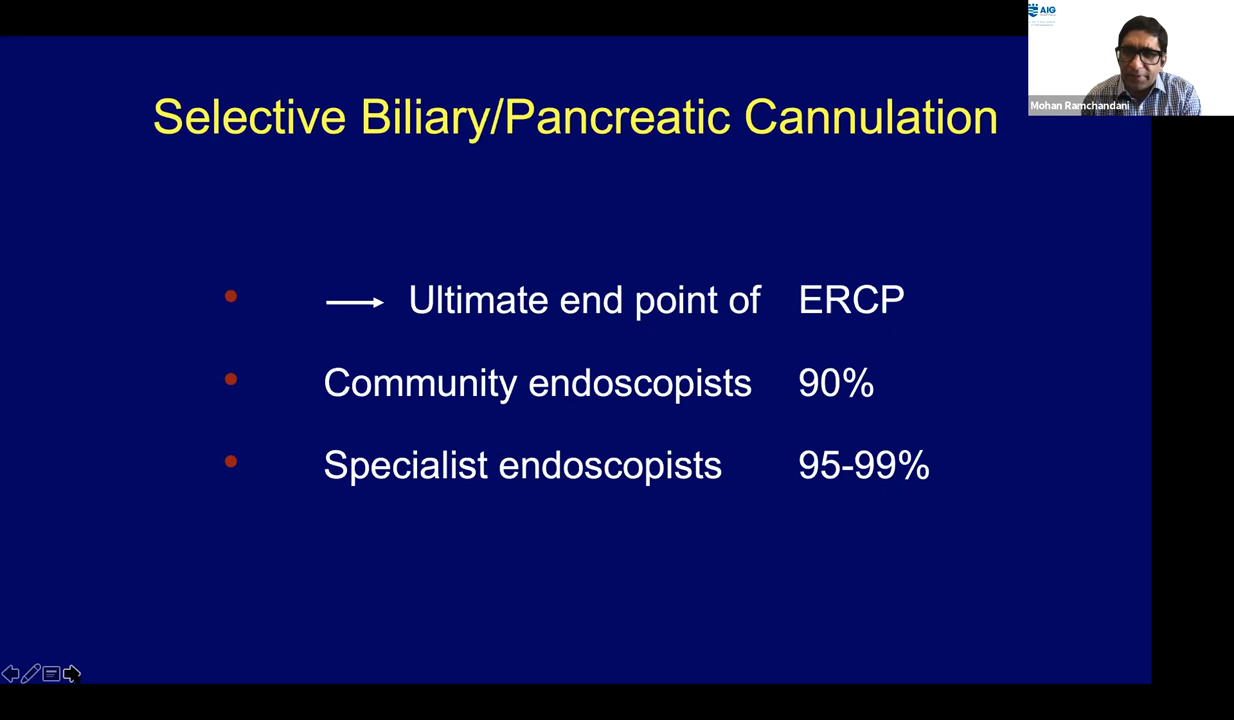 Selective Biliary/Pancreatic Cannulation
Ultimate end point of ERCP
Community endoscopists 90%
Specialist endoscopists 95-99%
AIG
Mohan Ramchandani